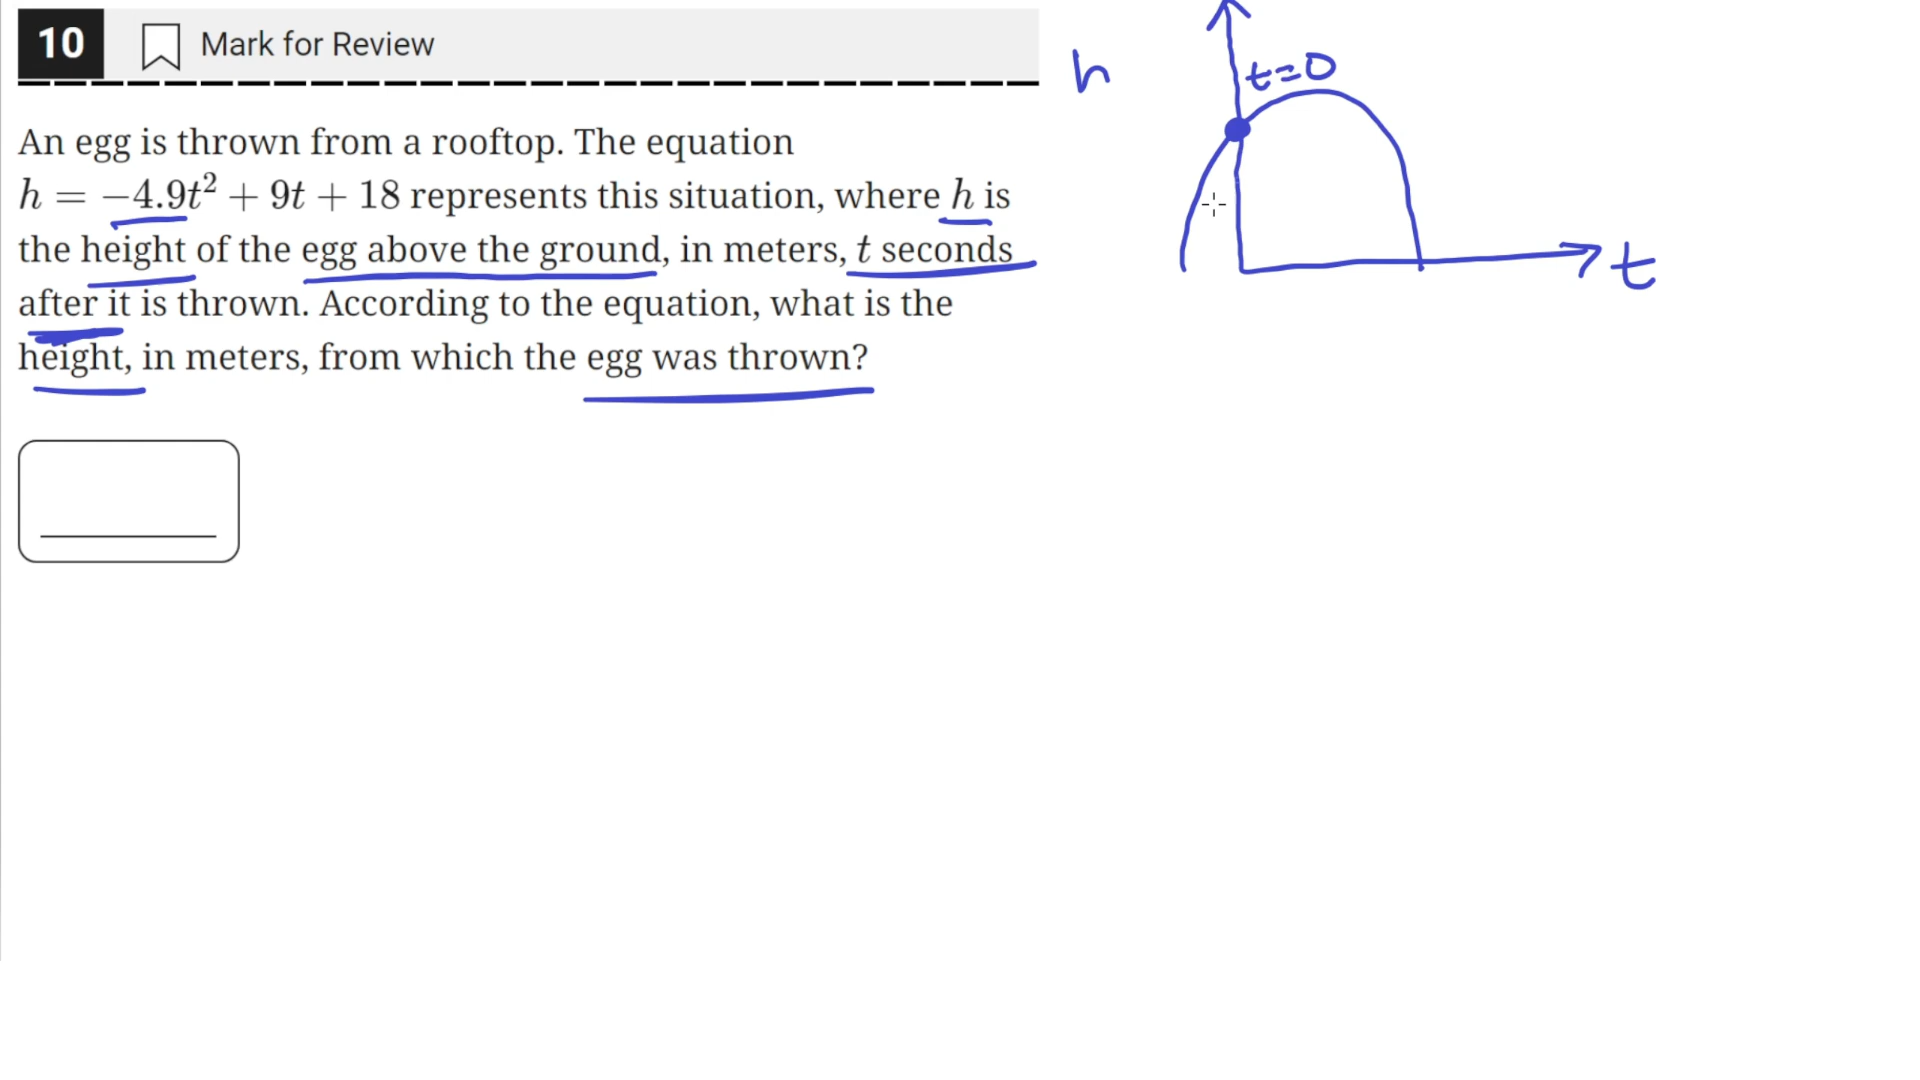 10 Mark for Review
An egg is thrown from a rooftop. The equation
h = −4.9t² + 9t + 18 represents this situation, where h is
the height of the egg above the ground, in meters, t seconds
after it is thrown. According to the equation, what is the
height, in meters, from which the egg was thrown?
h
t=0
t